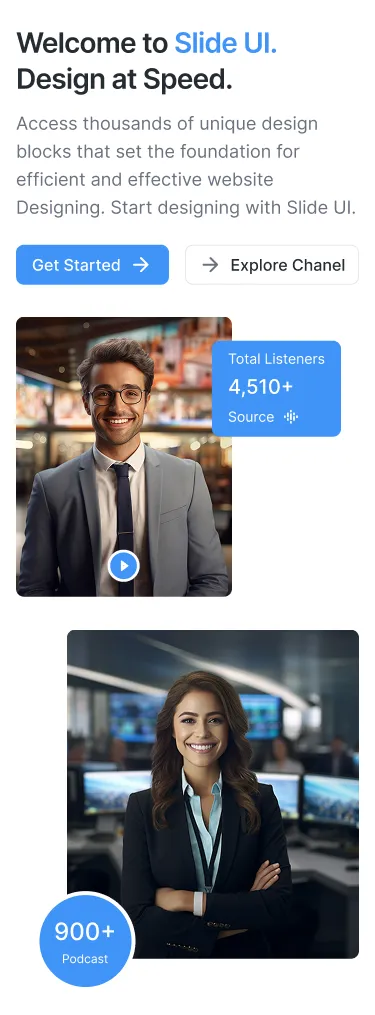 Welcome to Slide UI.
Design at Speed.
Access thousands of unique design
blocks that set the foundation for
efficient and effective website
Designing. Start designing with Slide UI.
Get Started
Explore Chanel
Total Listeners
4,510+
Source
900+
Podcast